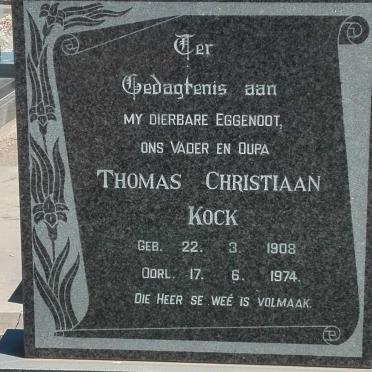 Ter
Gedagtenis aan
MY DIERBARE EGGENOOT,
ONS VADER EN OUPA
THOMAS CHRISTIAAN
KOCK
GEB. 22. 3. 1908
OORL. 17. 6. 1974.
DIE HEER SE WEË IS VOLMAAK.